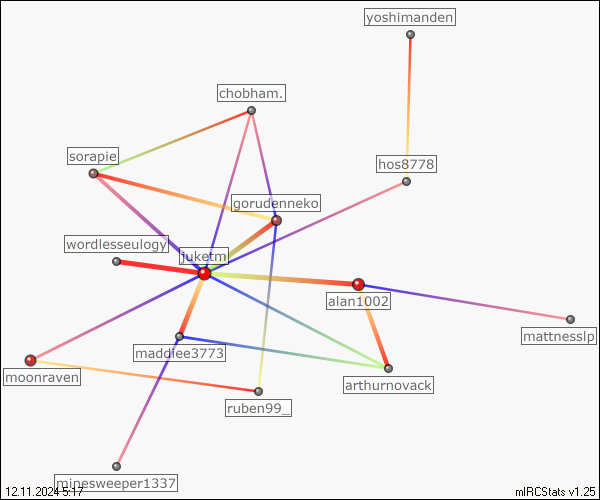 yoshimanden
chobham.
sorapie
hos8778
gorudenneko
wordlesseulogy
juketm
alan1002
mattnesslp
maddiee3773
moonraven
arthurnovack
ruben99_
minesweeper1337
12.11.2024 5:17
mIRCStats v1.25